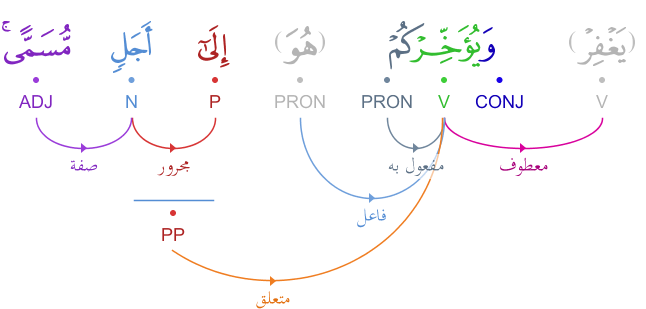 (يَغْفِرْ) وَيُؤَخِّرْكُمْ (هُوَ) إِلَىٰٓ أَجَلٍ مُّسَمًّى ۚ
V CONJ V PRON PRON P N ADJ
معطوف مفعول به مجرور صفة
فاعل
PP
متعلق